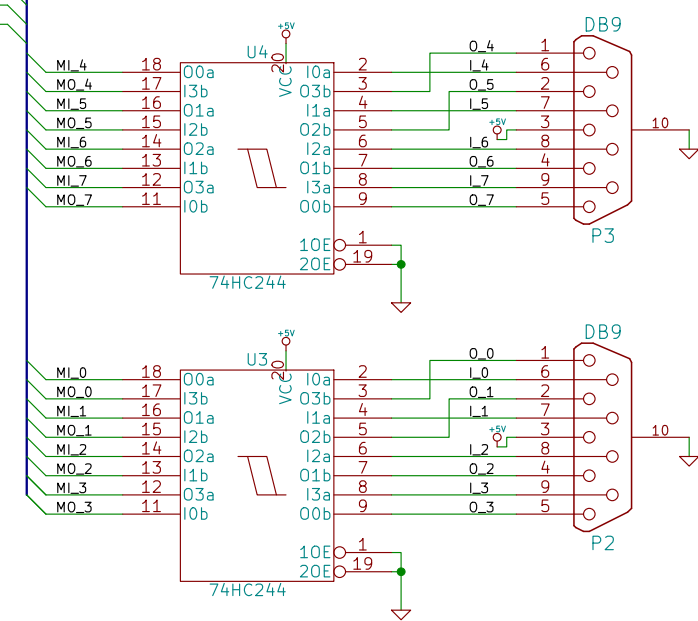 +5V DB9
U4 20 O_4 1
MI_4 18 O0a VCC I0a 2 I_4 6
MO_4 17 I3b O3b 3 O_5 2
MI_5 16 O1a I1a 4 I_5 7
MO_5 15 I2b O2b 5 +5V 3 10
MI_6 14 O2a I2a 6 I_6 8
MO_6 13 I1b O1b 7 O_6 4
MI_7 12 O3a I3a 8 I_7 9
MO_7 11 I0b O0b 9 O_7 5
P3
1OE 1
2OE 19
74HC244
+5V DB9
U3 20 O_0 1
MI_0 18 O0a VCC I0a 2 I_0 6
MO_0 17 I3b O3b 3 O_1 2
MI_1 16 O1a I1a 4 I_1 7
MO_1 15 I2b O2b 5 +5V 3 10
MI_2 14 O2a I2a 6 I_2 8
MO_2 13 I1b O1b 7 O_2 4
MI_3 12 O3a I3a 8 I_3 9
MO_3 11 I0b O0b 9 O_3 5
P2
1OE 1
2OE 19
74HC244